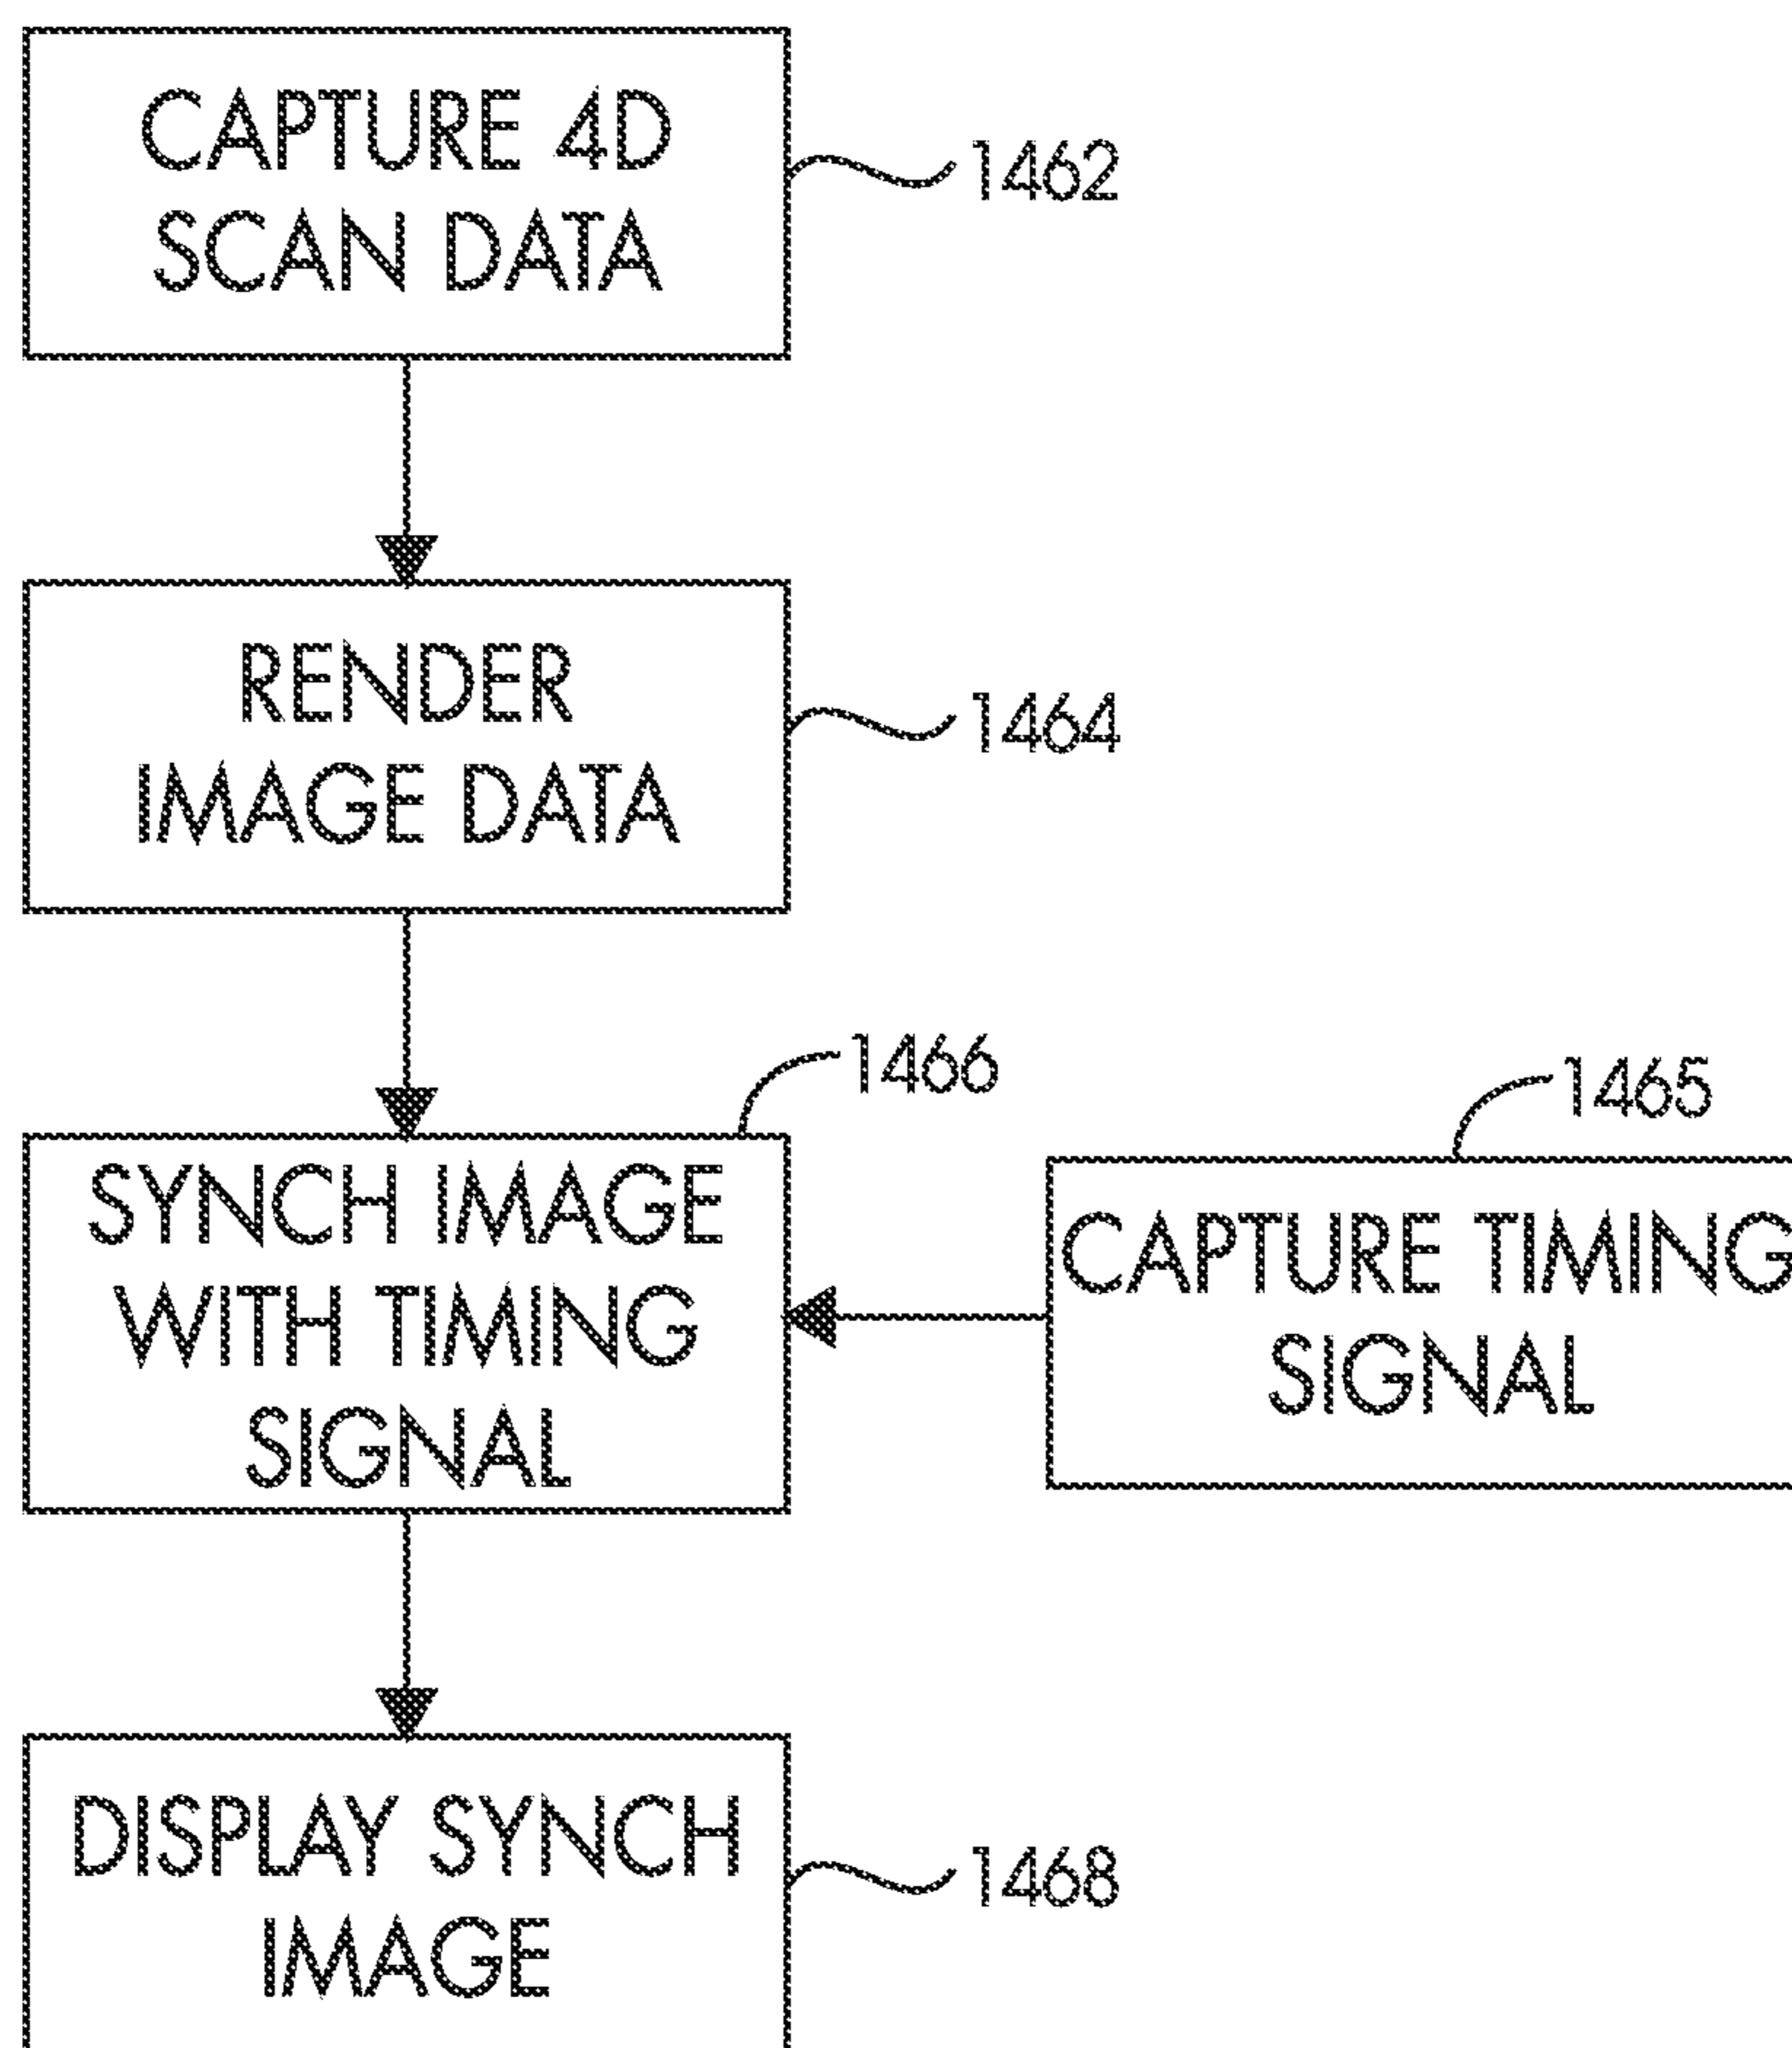 CAPTURE 4D
SCAN DATA
1462
RENDER
IMAGE DATA
1464
1466
SYNCH IMAGE
WITH TIMING
SIGNAL
1465
CAPTURE TIMING
SIGNAL
DISPLAY SYNCH
IMAGE
1468